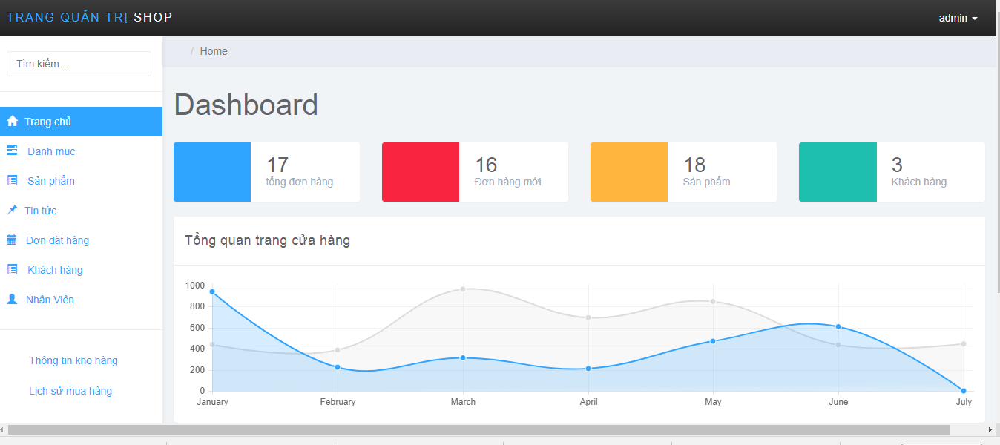 TRANG QUẢN TRỊ SHOP
admin
Tìm kiếm ...
/ Home
Trang chủ
Danh mục
Sản phẩm
Tin tức
Đơn đặt hàng
Khách hàng
Nhân Viên
Thông tin kho hàng
Lịch sử mua hàng
Dashboard
17
tổng đơn hàng
16
Đơn hàng mới
18
Sản phẩm
3
Khách hàng
Tổng quan trang cửa hàng
1000
800
600
400
200
0
January February March April May June July